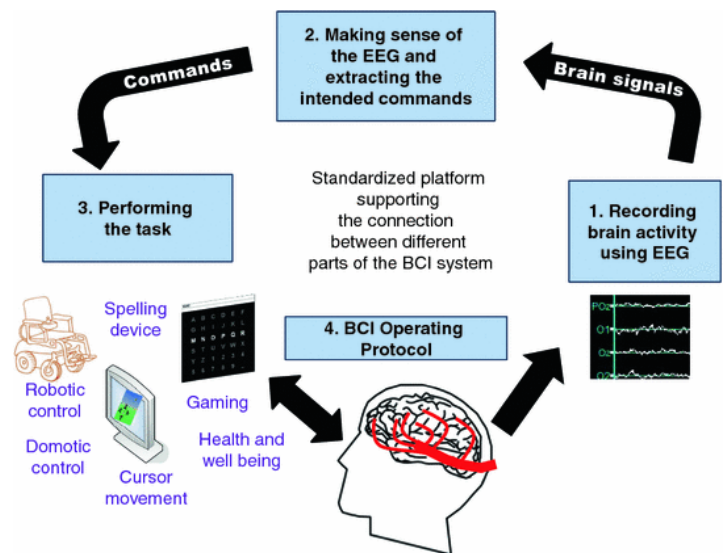 2. Making sense
of the EEG and
extracting the
intended commands
Commands
Brain signals
3. Performing
the task
Standardized platform
supporting
the connection
between different
parts of the BCI system
1. Recording
brain activity
using EEG
Spelling
device
Robotic
control
Domotic
control
Cursor
movement
Gaming
Health and
well being
4. BCI Operating
Protocol
POz
O1
Oz
O2